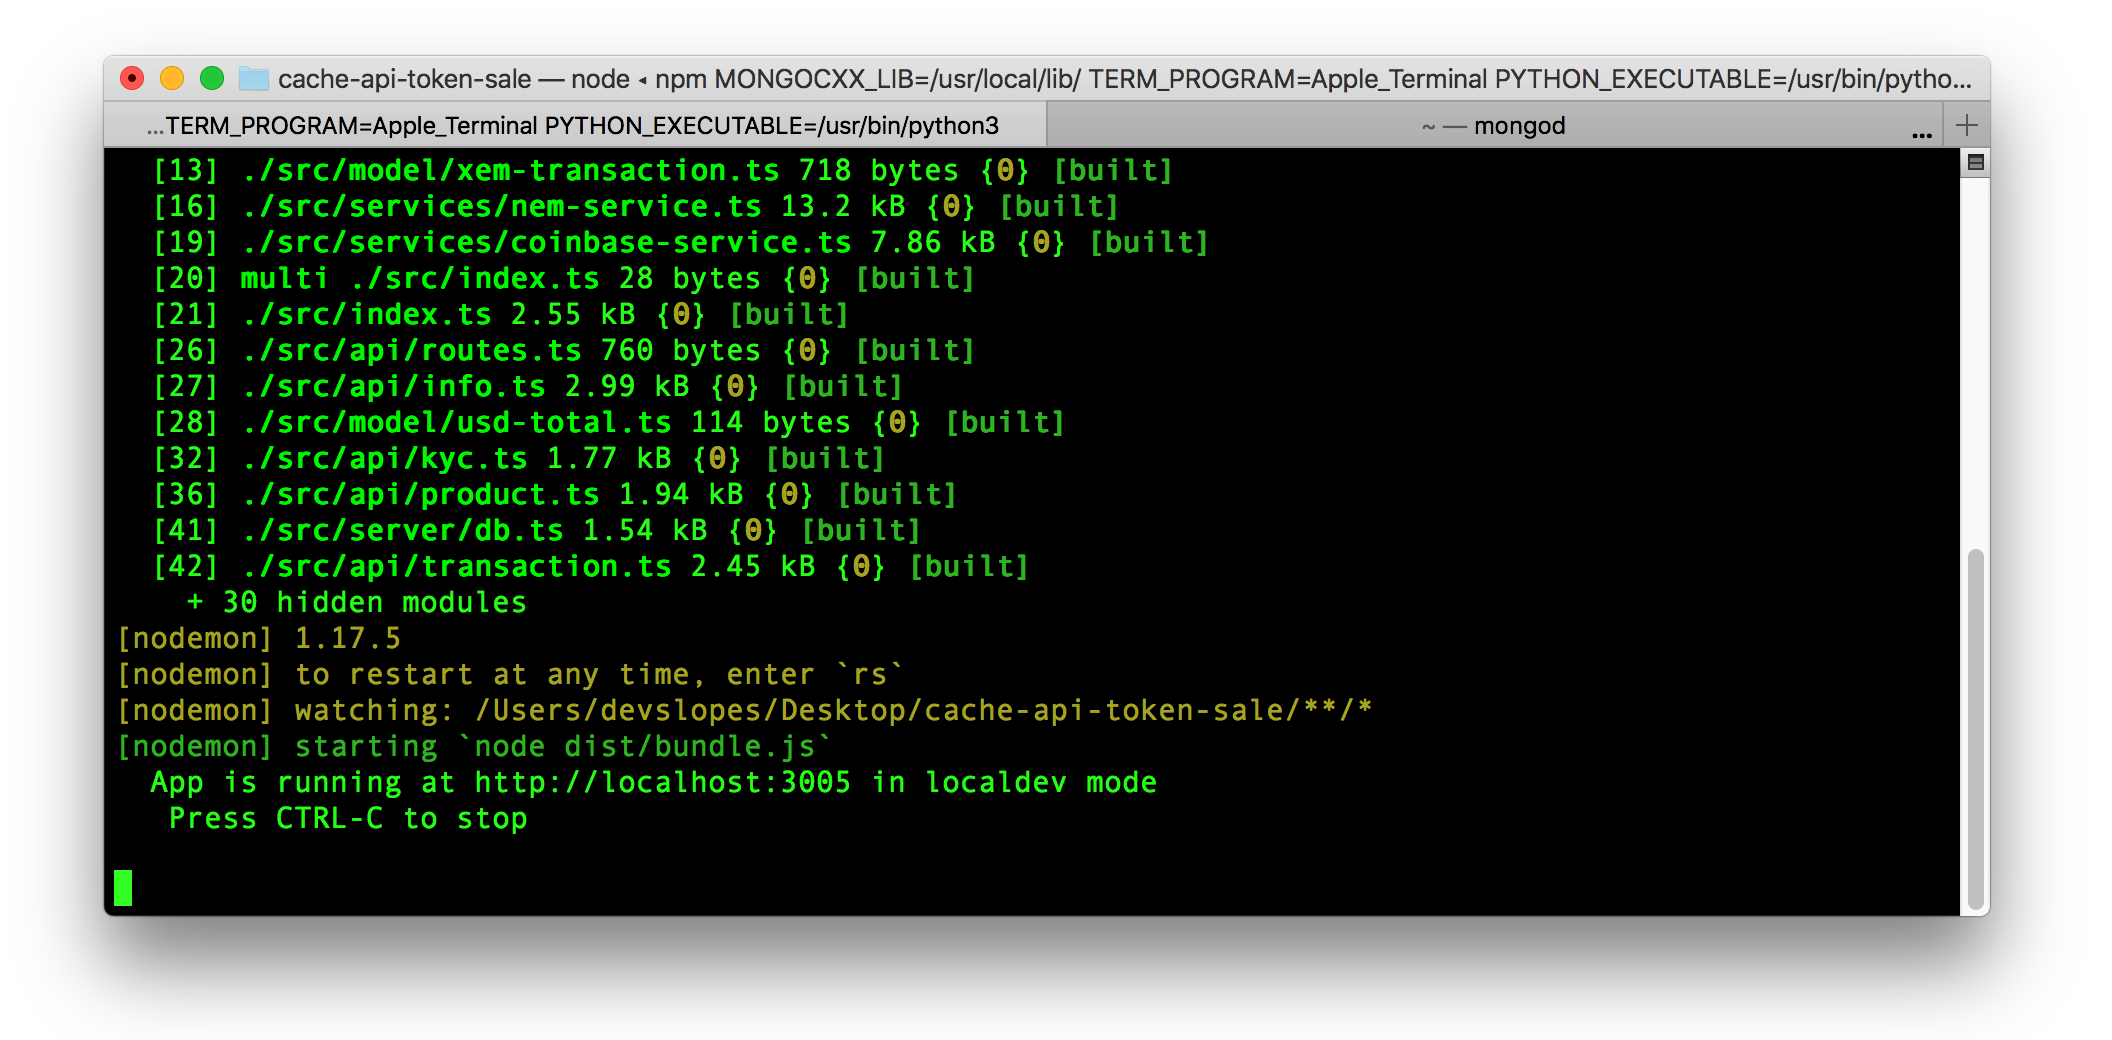 cache-api-token-sale — node ◂ npm MONGOCXX_LIB=/usr/local/lib/ TERM_PROGRAM=Apple_Terminal PYTHON_EXECUTABLE=/usr/bin/pytho...
...TERM_PROGRAM=Apple_Terminal PYTHON_EXECUTABLE=/usr/bin/python3
~ — mongod ... +
[13] ./src/model/xem-transaction.ts 718 bytes {0} [built]
[16] ./src/services/nem-service.ts 13.2 kB {0} [built]
[19] ./src/services/coinbase-service.ts 7.86 kB {0} [built]
[20] multi ./src/index.ts 28 bytes {0} [built]
[21] ./src/index.ts 2.55 kB {0} [built]
[26] ./src/api/routes.ts 760 bytes {0} [built]
[27] ./src/api/info.ts 2.99 kB {0} [built]
[28] ./src/model/usd-total.ts 114 bytes {0} [built]
[32] ./src/api/kyc.ts 1.77 kB {0} [built]
[36] ./src/api/product.ts 1.94 kB {0} [built]
[41] ./src/server/db.ts 1.54 kB {0} [built]
[42] ./src/api/transaction.ts 2.45 kB {0} [built]
+ 30 hidden modules
[nodemon] 1.17.5
[nodemon] to restart at any time, enter `rs`
[nodemon] watching: /Users/devslopes/Desktop/cache-api-token-sale/**/*
[nodemon] starting `node dist/bundle.js`
App is running at http://localhost:3005 in localdev mode
Press CTRL-C to stop